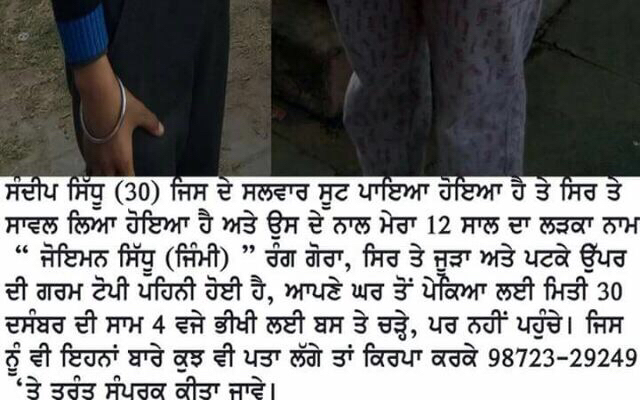 ਸੰਦੀਪ ਸਿੱਧੂ (30) ਜਿਸ ਦੇ ਸਲਵਾਰ ਸੂਟ ਪਾਇਆ ਹੋਇਆ ਹੈ ਤੇ ਸਿਰ ਤੇ
ਸਾਵਲ ਲਿਆ ਹੋਇਆ ਹੈ ਅਤੇ ਉਸ ਦੇ ਨਾਲ ਮੇਰਾ 12 ਸਾਲ ਦਾ ਲੜਕਾ ਨਾਮ
“ ਜੋਇਮਨ ਸਿੱਧੂ (ਜਿੰਮੀ) ” ਰੰਗ ਗੋਰਾ, ਸਿਰ ਤੇ ਜੂੜਾ ਅਤੇ ਪਟਕੇ ਉੱਪਰ
ਦੀ ਗਰਮ ਟੋਪੀ ਪਹਿਨੀ ਹੋਈ ਹੈ, ਆਪਣੇ ਘਰ ਤੋਂ ਪੇਕਿਆ ਲਈ ਮਿਤੀ 30
ਦਸੰਬਰ ਦੀ ਸਾਮ 4 ਵਜੇ ਭੀਖੀ ਲਈ ਬਸ ਤੇ ਚੜ੍ਹੇ, ਪਰ ਨਹੀਂ ਪਹੁੰਚੇ। ਜਿਸ
ਨੂੰ ਵੀ ਇਹਨਾਂ ਬਾਰੇ ਕੁਝ ਵੀ ਪਤਾ ਲੱਗੇ ਤਾਂ ਕਿਰਪਾ ਕਰਕੇ 98723-29249
‘ਤੇ ਤੁਰੰਤ ਸੰਪਰਕ ਕੀਤਾ ਜਾਵੇ।